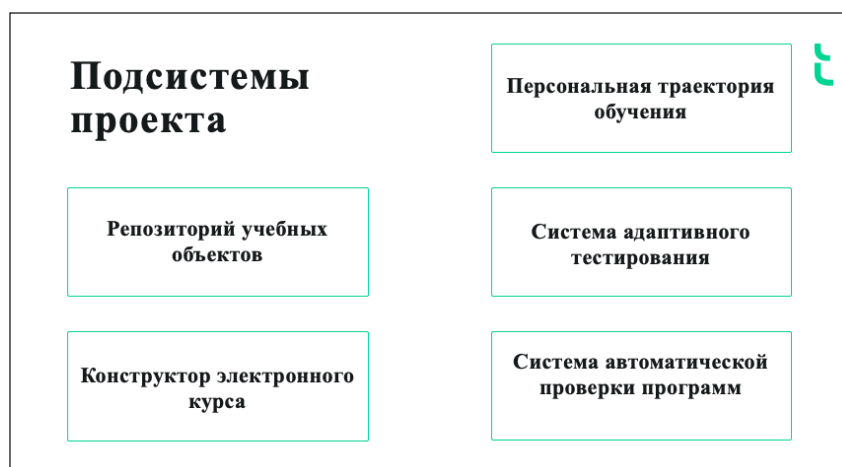 Подсистемы
проекта
Репозиторий учебных
объектов
Конструктор электронного
курса
Персональная траектория
обучения
Система адаптивного
тестирования
Система автоматической
проверки программ